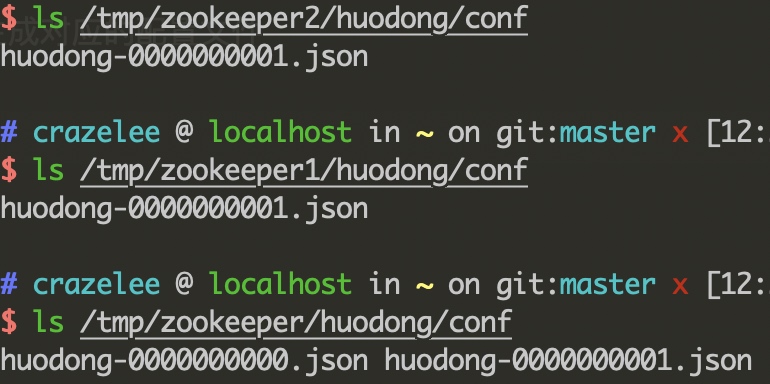 $ ls /tmp/zookeeper2/huodong/conf
huodong-0000000001.json
# crazelee @ localhost in ~ on git:master x [12:
$ ls /tmp/zookeeper1/huodong/conf
huodong-0000000001.json
# crazelee @ localhost in ~ on git:master x [12:
$ ls /tmp/zookeeper/huodong/conf
huodong-0000000000.json huodong-0000000001.json